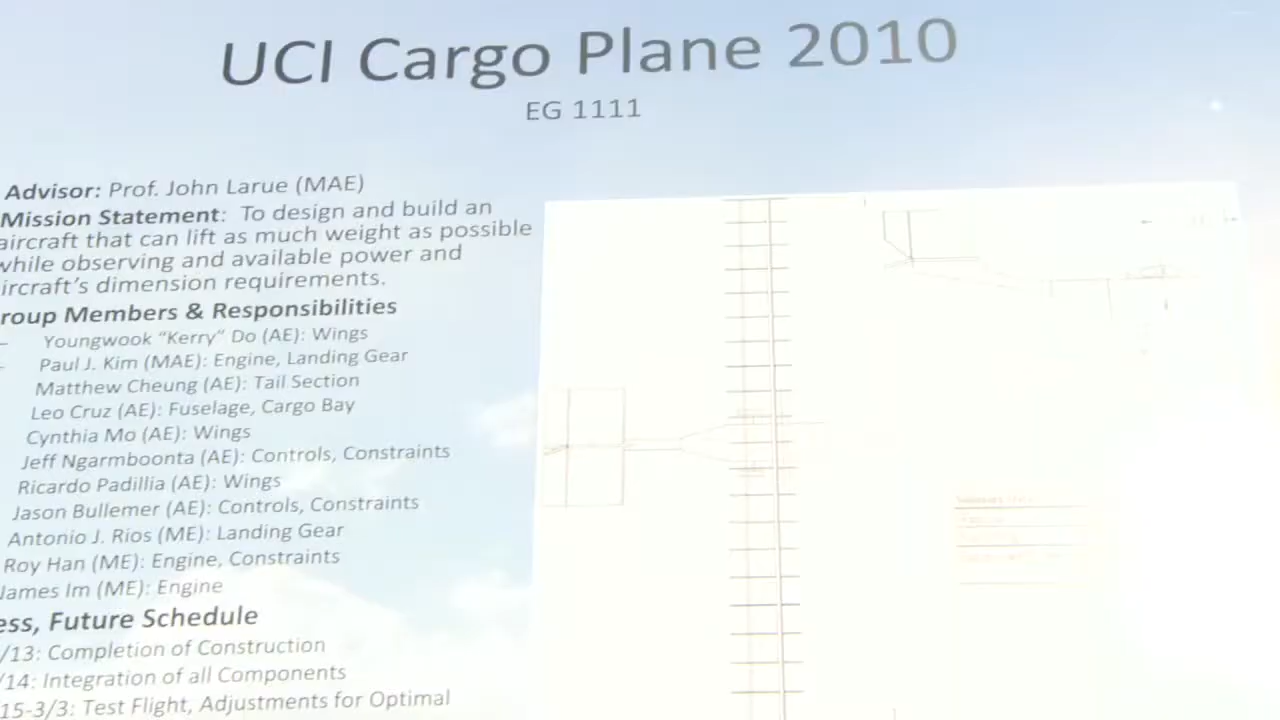 UCI Cargo Plane 2010
EG 1111
Advisor: Prof. John Larue (MAE)
Mission Statement: To design and build an
aircraft that can lift as much weight as possible
while observing and available power and
ircraft's dimension requirements.
roup Members & Responsibilities
– Youngwook "Kerry" Do (AE): Wings
– Paul J. Kim (MAE): Engine, Landing Gear
Matthew Cheung (AE): Tail Section
Leo Cruz (AE): Fuselage, Cargo Bay
Cynthia Mo (AE): Wings
Jeff Ngarmboonta (AE): Controls, Constraints
Ricardo Padillia (AE): Wings
Jason Bullemer (AE): Controls, Constraints
Antonio J. Rios (ME): Landing Gear
Roy Han (ME): Engine, Constraints
James Im (ME): Engine
ess, Future Schedule
/13: Completion of Construction
/14: Integration of all Components
15-3/3: Test Flight, Adjustments for Optimal